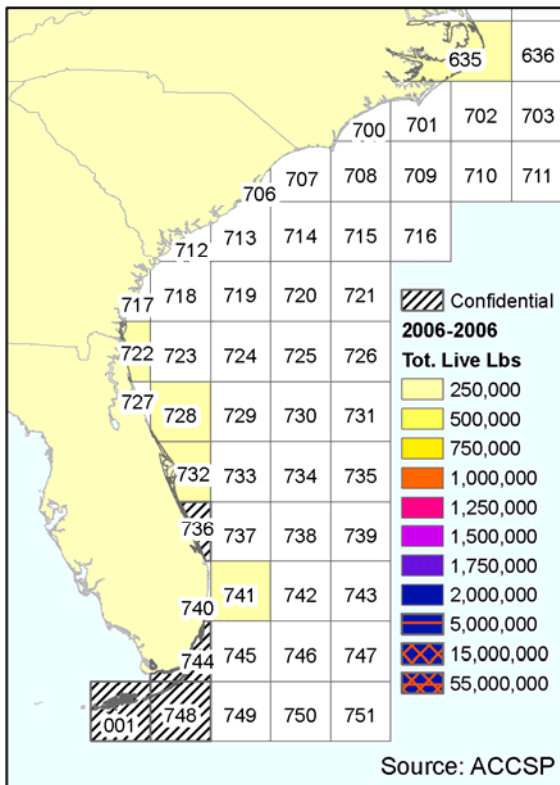 635 636
700 701 702 703
706 707 708 709 710 711
712 713 714 715 716
717 718 719 720 721
722 723 724 725 726
727 728 729 730 731
732 733 734 735
736 737 738 739
740 741 742 743
744 745 746 747
001 748 749 750 751
Confidential
2006-2006
Tot. Live Lbs
250,000
500,000
750,000
1,000,000
1,250,000
1,500,000
1,750,000
2,000,000
5,000,000
15,000,000
55,000,000
Source: ACCSP